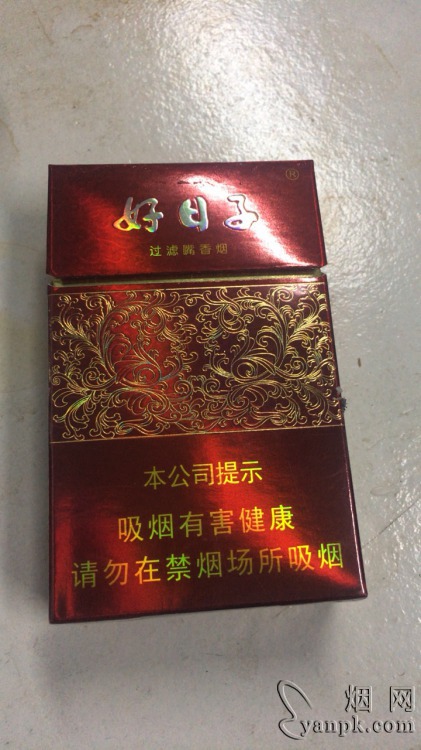 ®
好日子
过滤嘴香烟
本公司提示
吸烟有害健康
请勿在禁烟场所吸烟
烟网
yanpk.com